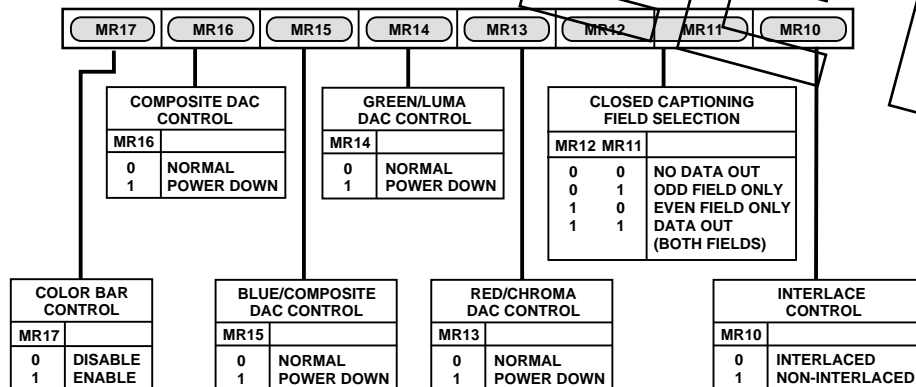 MR17 MR16 MR15 MR14 MR13 MR12 MR11 MR10
COMPOSITE DAC
CONTROL
MR16
0 NORMAL
1 POWER DOWN
GREEN/LUMA
DAC CONTROL
MR14
0 NORMAL
1 POWER DOWN
CLOSED CAPTIONING
FIELD SELECTION
MR12 MR11
0 0 NO DATA OUT
0 1 ODD FIELD ONLY
1 0 EVEN FIELD ONLY
1 1 DATA OUT
(BOTH FIELDS)
COLOR BAR
CONTROL
MR17
0 DISABLE
1 ENABLE
BLUE/COMPOSITE
DAC CONTROL
MR15
0 NORMAL
1 POWER DOWN
RED/CHROMA
DAC CONTROL
MR13
0 NORMAL
1 POWER DOWN
INTERLACE
CONTROL
MR10
0 INTERLACED
1 NON-INTERLACED